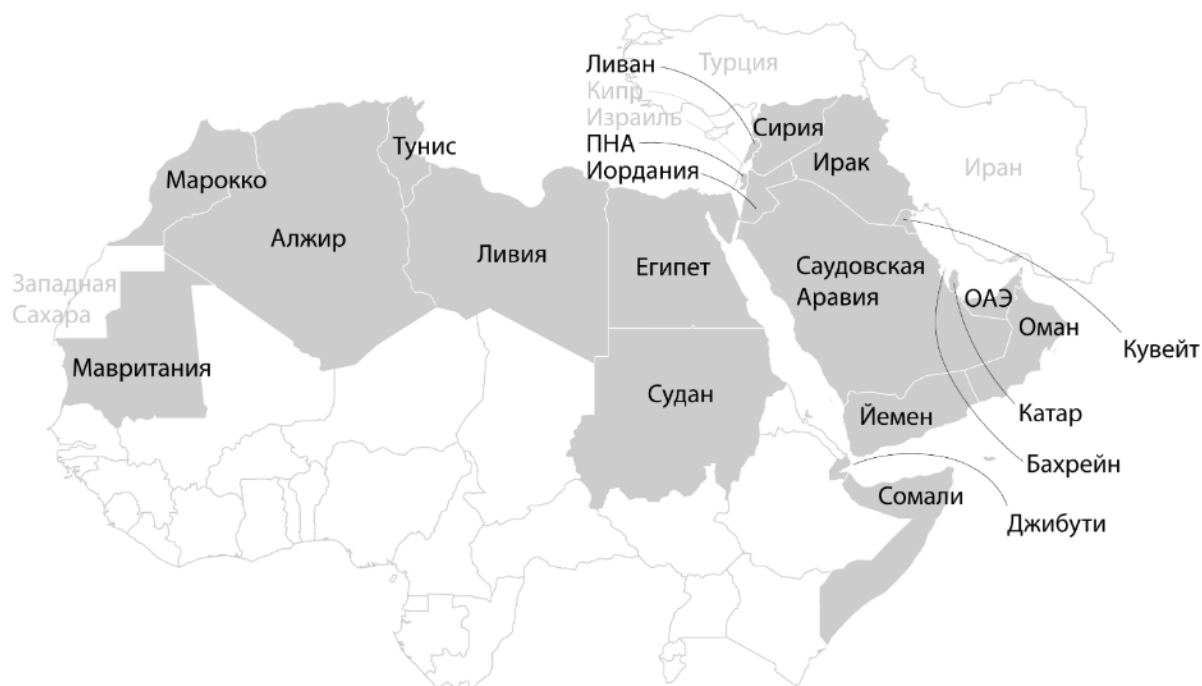 Турция
Ливан
Кипр
Израиль
ПНА
Иордания
Сирия
Ирак
Иран
Тунис
Марокко
Алжир
Ливия
Египет
Саудовская
Аравия
ОАЭ
Оман
Кувейт
Западная
Сахара
Мавритания
Судан
Йемен
Катар
Бахрейн
Сомали
Джибути